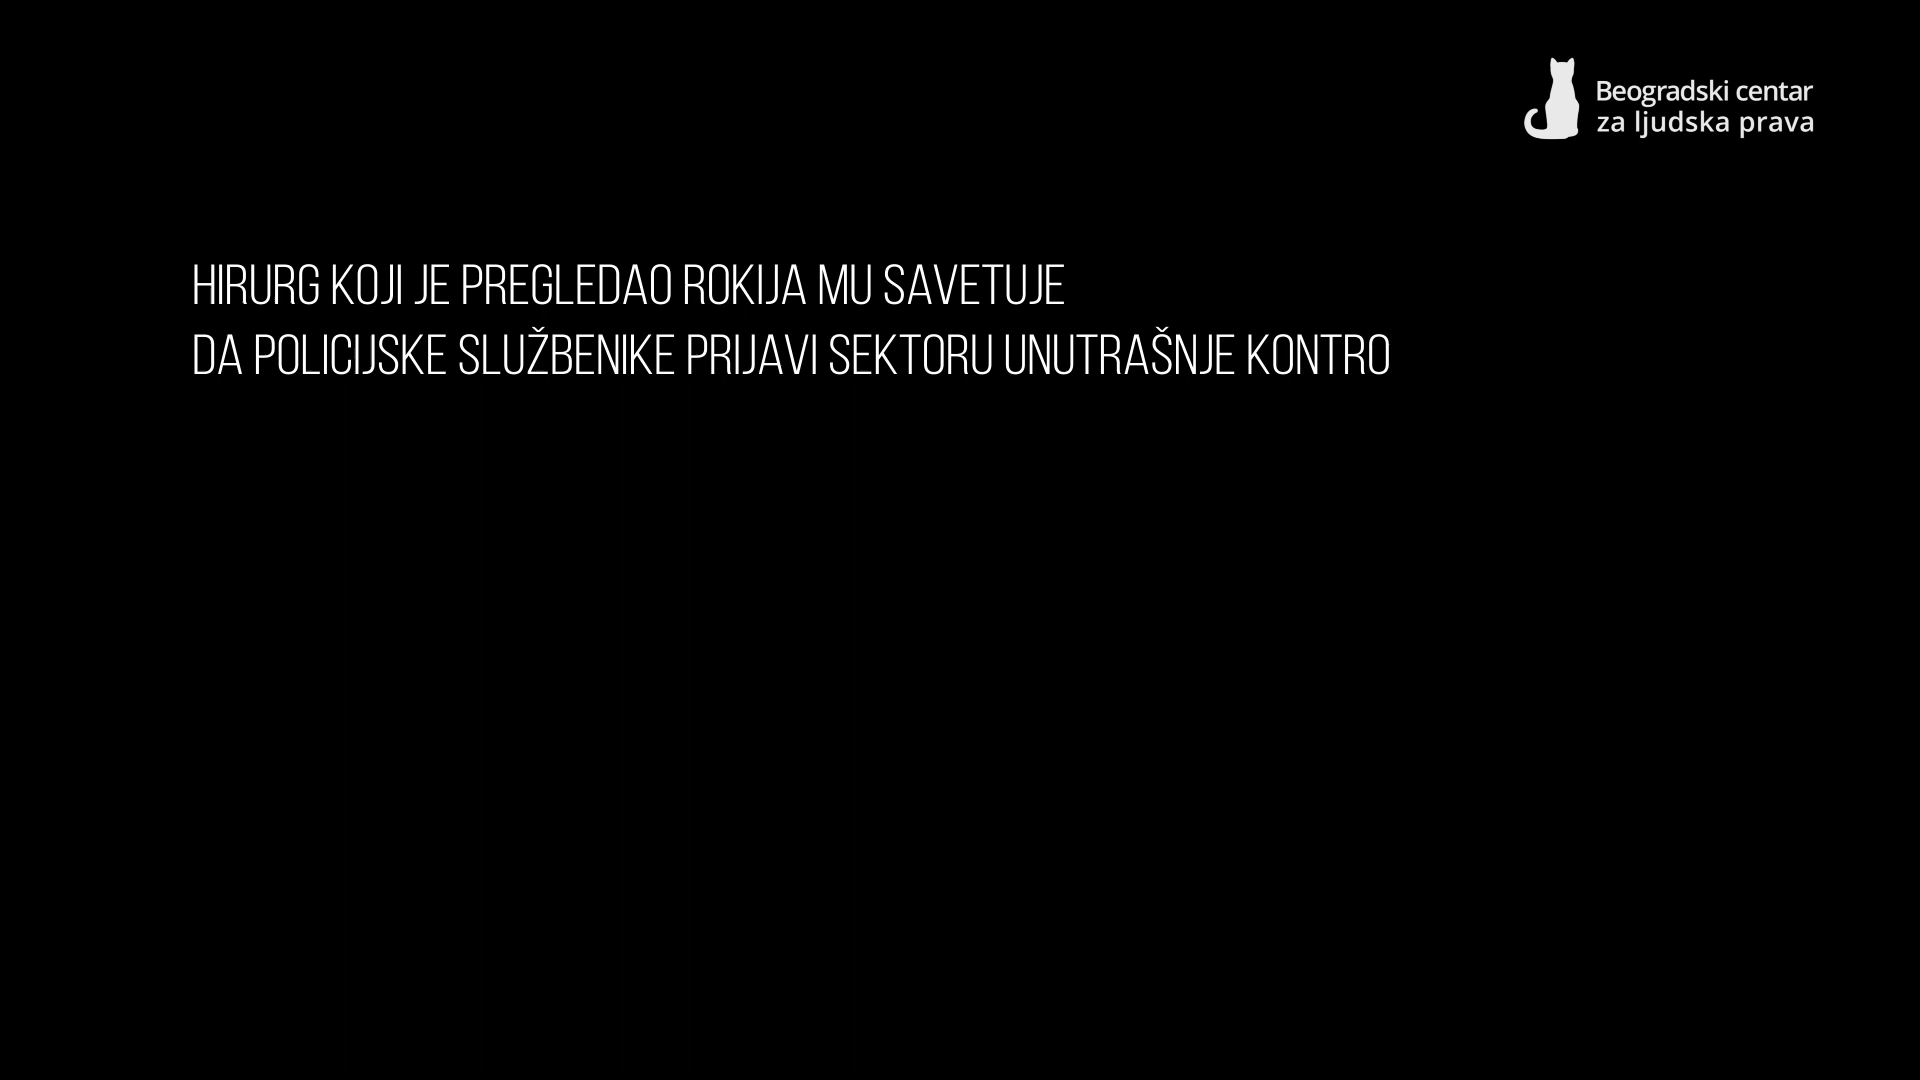 Beogradski centar
za ljudska prava
HIRURG KOJI JE PREGLEDAO ROKIJA MU SAVETUJE
DA POLICIJSKE SLUŽBENIKE PRIJAVI SEKTORU UNUTRAŠNJE KONTRO